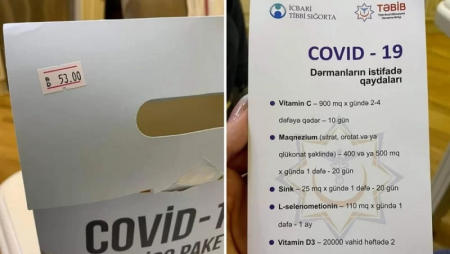 B 53.00
COVİD-1
PAKE
İCBARİ
TİBBİ SIĞORTA
TƏBİB
COVID - 19
Dərmanların istifadə
qaydaları
Vitamin C – 900 mq x gündə 2-4
dəfəyə qədər – 10 gün
Maqnezium (sitrat, orotat və ya
qlükonat şəklində) – 400 və ya 500 mq
x gündə 1 dəfə - 20 gün
Sink – 25 mq x gündə 1 dəfə - 20 gün
L-selenometionin – 110 mq x gündə 1
dəfə - 1 ay
Vitamin D3 – 20000 vahid həftədə 2